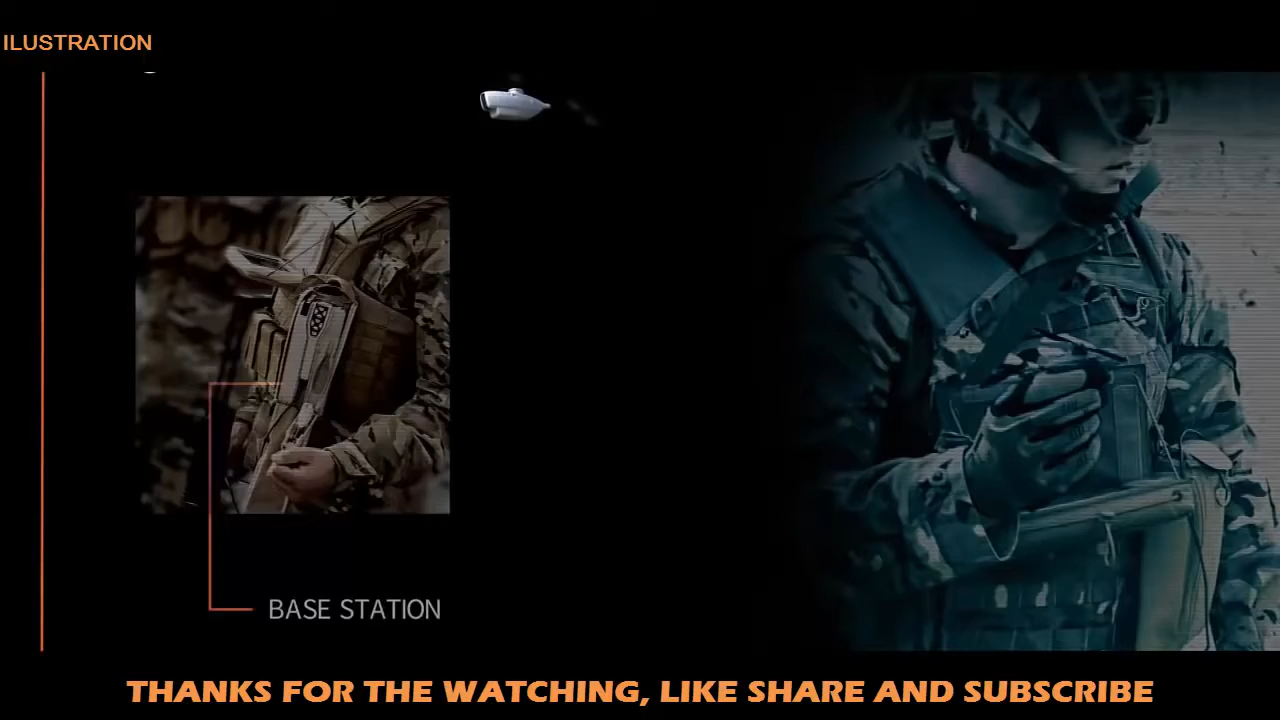 ILUSTRATION
BASE STATION
THANKS FOR THE WATCHING, LIKE SHARE AND SUBSCRIBE